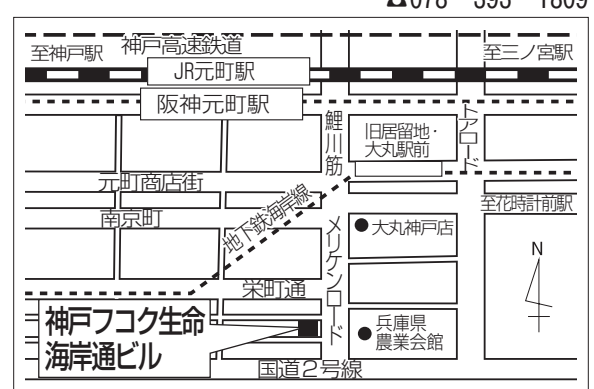 ☎078-393-1809
至神戸駅
神戸高速鉄道
至三ノ宮駅
JR元町駅
阪神元町駅
鯉川筋
旧居留地・
大丸駅前
トアロード
元町商店街
南京町
地下鉄海岸線
至花時計前駅
メリケンロード
大丸神戸店
N
栄町通
神戸フコク生命
海岸通ビル
兵庫県
農業会館
国道2号線